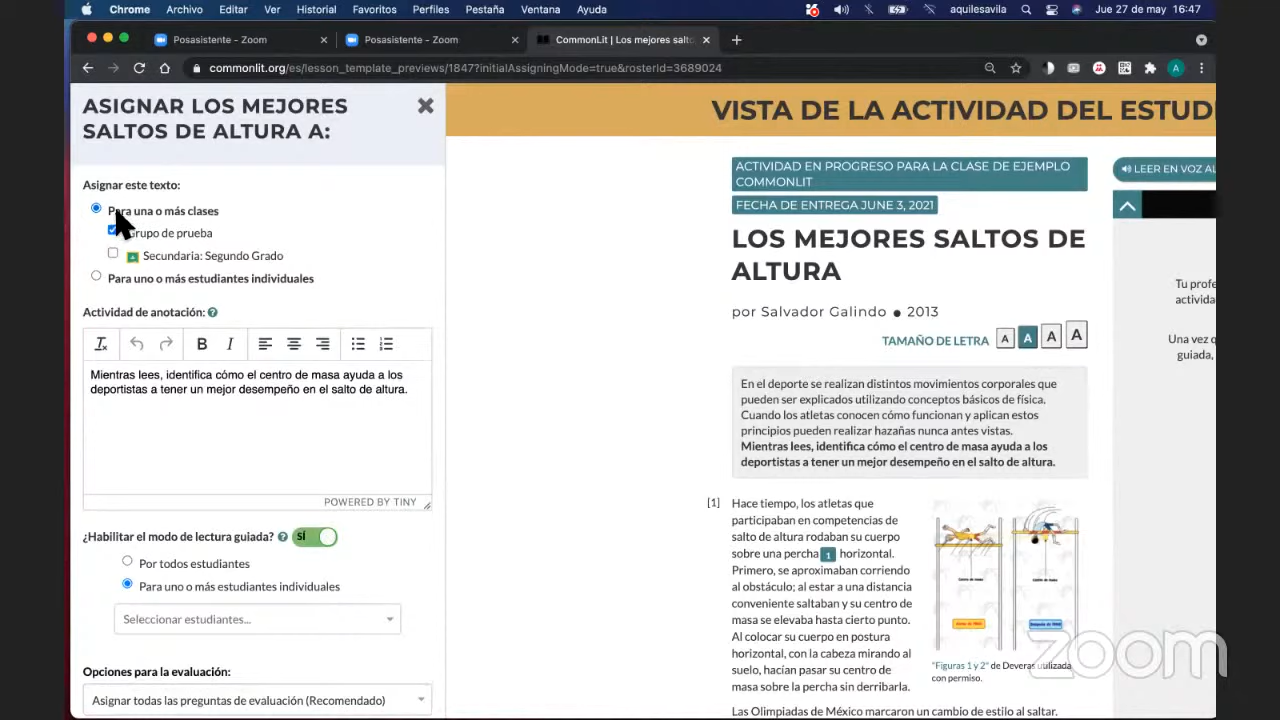 Chrome Archivo Editar Ver Historial Favoritos Perfiles Pestaña Ventana Ayuda aquilesavila Jue 27 de may 16:47
Posasistente - Zoom Posasistente - Zoom CommonLit | Los mejores salto
commonlit.org/es/lesson_template_previews/1847?initialAssigningMode=true&rosterId=3689024
ASIGNAR LOS MEJORES
SALTOS DE ALTURA A:
Asignar este texto:
Para una o más clases
Grupo de prueba
Secundaria: Segundo Grado
Para uno o más estudiantes individuales
Actividad de anotación:
Mientras lees, identifica cómo el centro de masa ayuda a los
deportistas a tener un mejor desempeño en el salto de altura.
POWERED BY TINY
¿Habilitar el modo de lectura guiada? SÍ
Por todos estudiantes
Para uno o más estudiantes individuales
Seleccionar estudiantes...
Opciones para la evaluación:
Asignar todas las preguntas de evaluación (Recomendado)
VISTA DE LA ACTIVIDAD DEL ESTUD
ACTIVIDAD EN PROGRESO PARA LA CLASE DE EJEMPLO
COMMONLIT
FECHA DE ENTREGA JUNE 3, 2021
LOS MEJORES SALTOS DE
ALTURA
por Salvador Galindo ● 2013
TAMAÑO DE LETRA A A A A
En el deporte se realizan distintos movimientos corporales que
pueden ser explicados utilizando conceptos básicos de física.
Cuando los atletas conocen cómo funcionan y aplican estos
principios pueden realizar hazañas nunca antes vistas.
Mientras lees, identifica cómo el centro de masa ayuda a los
deportistas a tener un mejor desempeño en el salto de altura.
[1] Hace tiempo, los atletas que
participaban en competencias de
salto de altura rodaban su cuerpo
sobre una percha 1 horizontal.
Primero, se aproximaban corriendo
al obstáculo; al estar a una distancia
conveniente saltaban y su centro de
masa se elevaba hasta cierto punto.
Al colocar su cuerpo en postura
horizontal, con la cabeza mirando al
suelo, hacían pasar su centro de
masa sobre la percha sin derribarla.
"Figuras 1 y 2" de Deveras utilizada
con permiso.
Las Olimpiadas de México marcaron un cambio de estilo al saltar.
LEER EN VOZ AL
Tu profe
actividad
Una vez q
guiada,
zoom